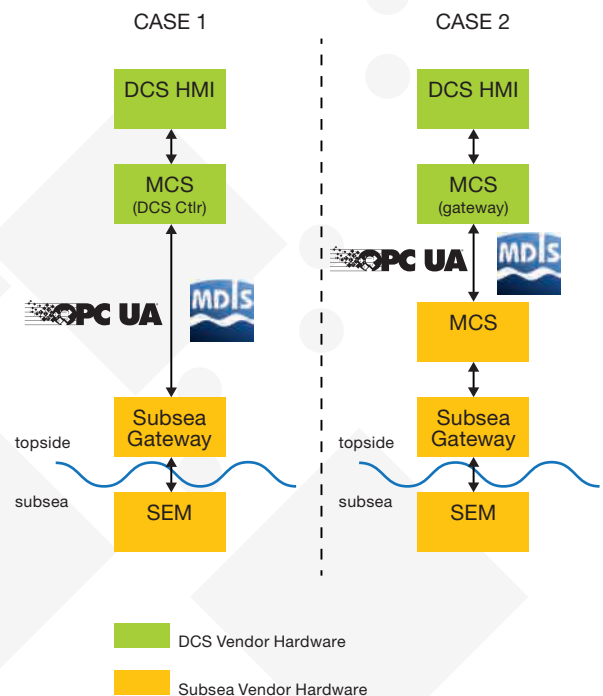 CASE 1
DCS HMI
MCS
(DCS Ctlr)
OPC UA
MDIS
Subsea
Gateway
topside
subsea
SEM
CASE 2
DCS HMI
MCS
(gateway)
OPC UA
MDIS
MCS
Subsea
Gateway
topside
subsea
SEM
DCS Vendor Hardware
Subsea Vendor Hardware